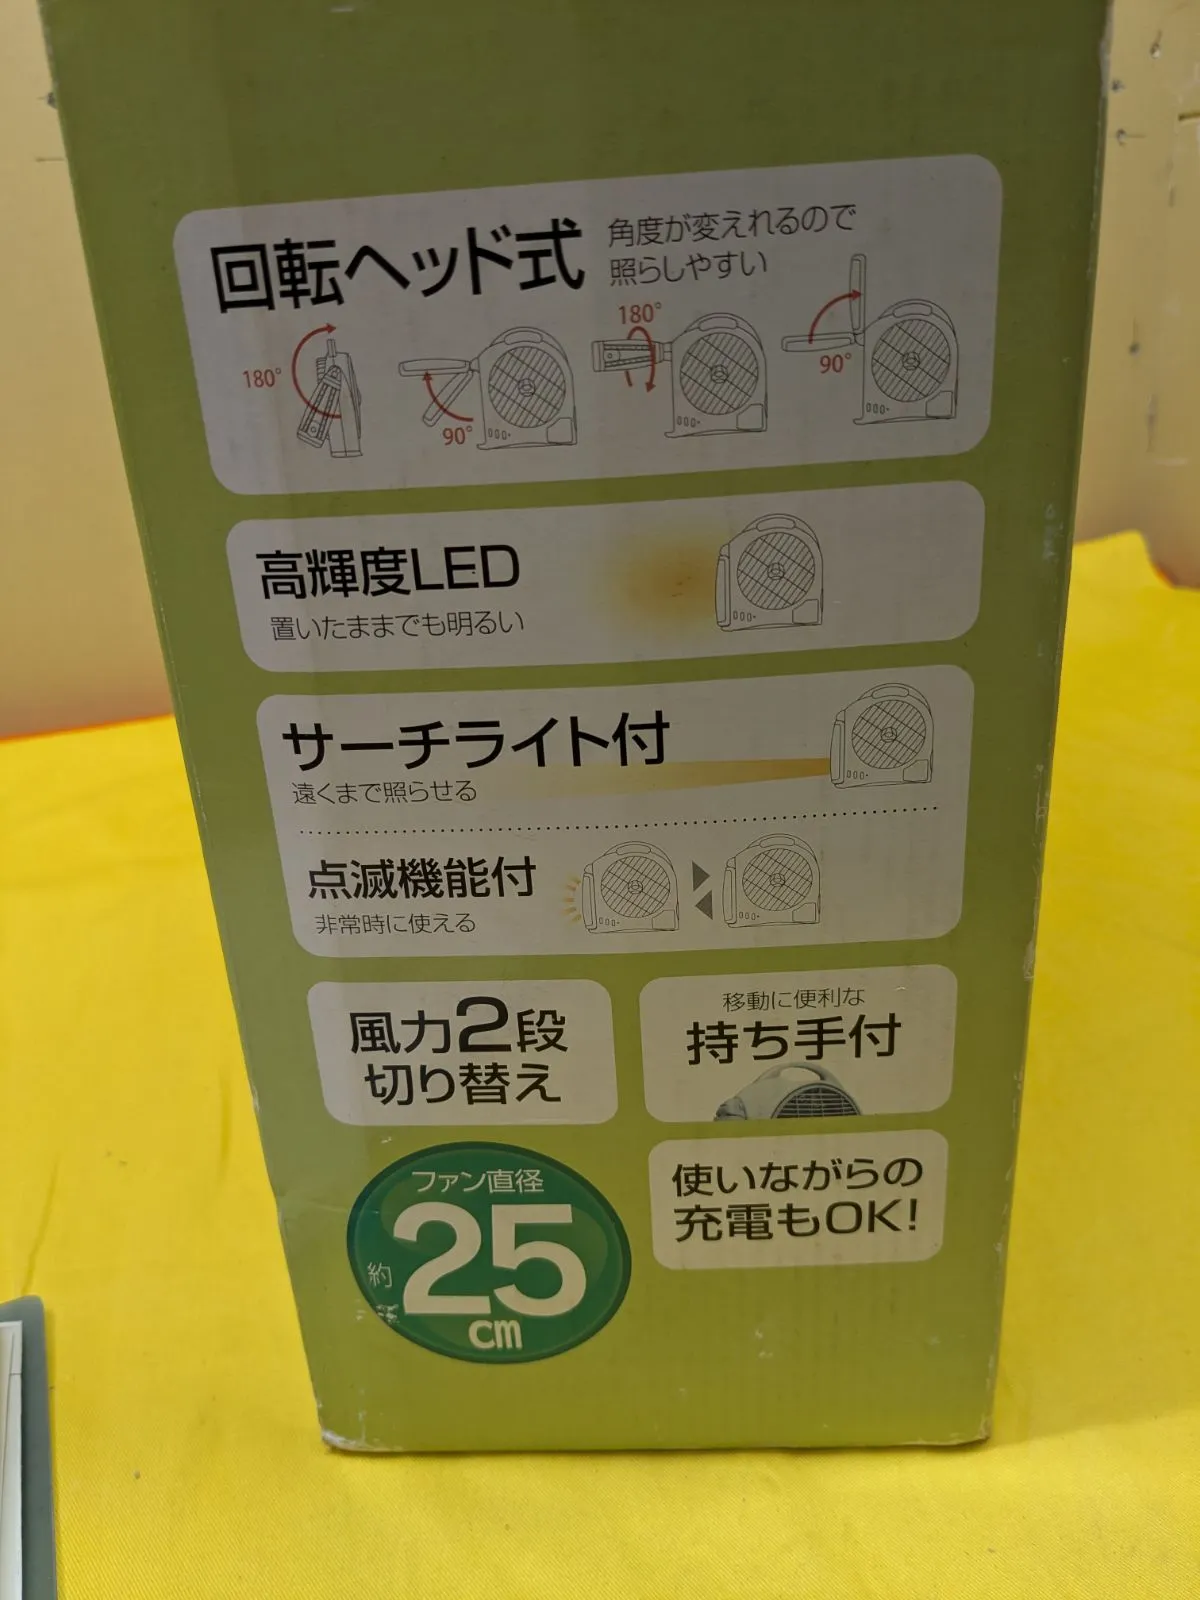 回転ヘッド式
角度が変えれるので
照らしやすい
180°
90°
180°
90°
高輝度LED
置いたままでも明るい
サーチライト付
遠くまで照らせる
点滅機能付
非常時に使える
風力2段
切り替え
移動に便利な
持ち手付
ファン直径
約
25
cm
使いながらの
充電もOK!